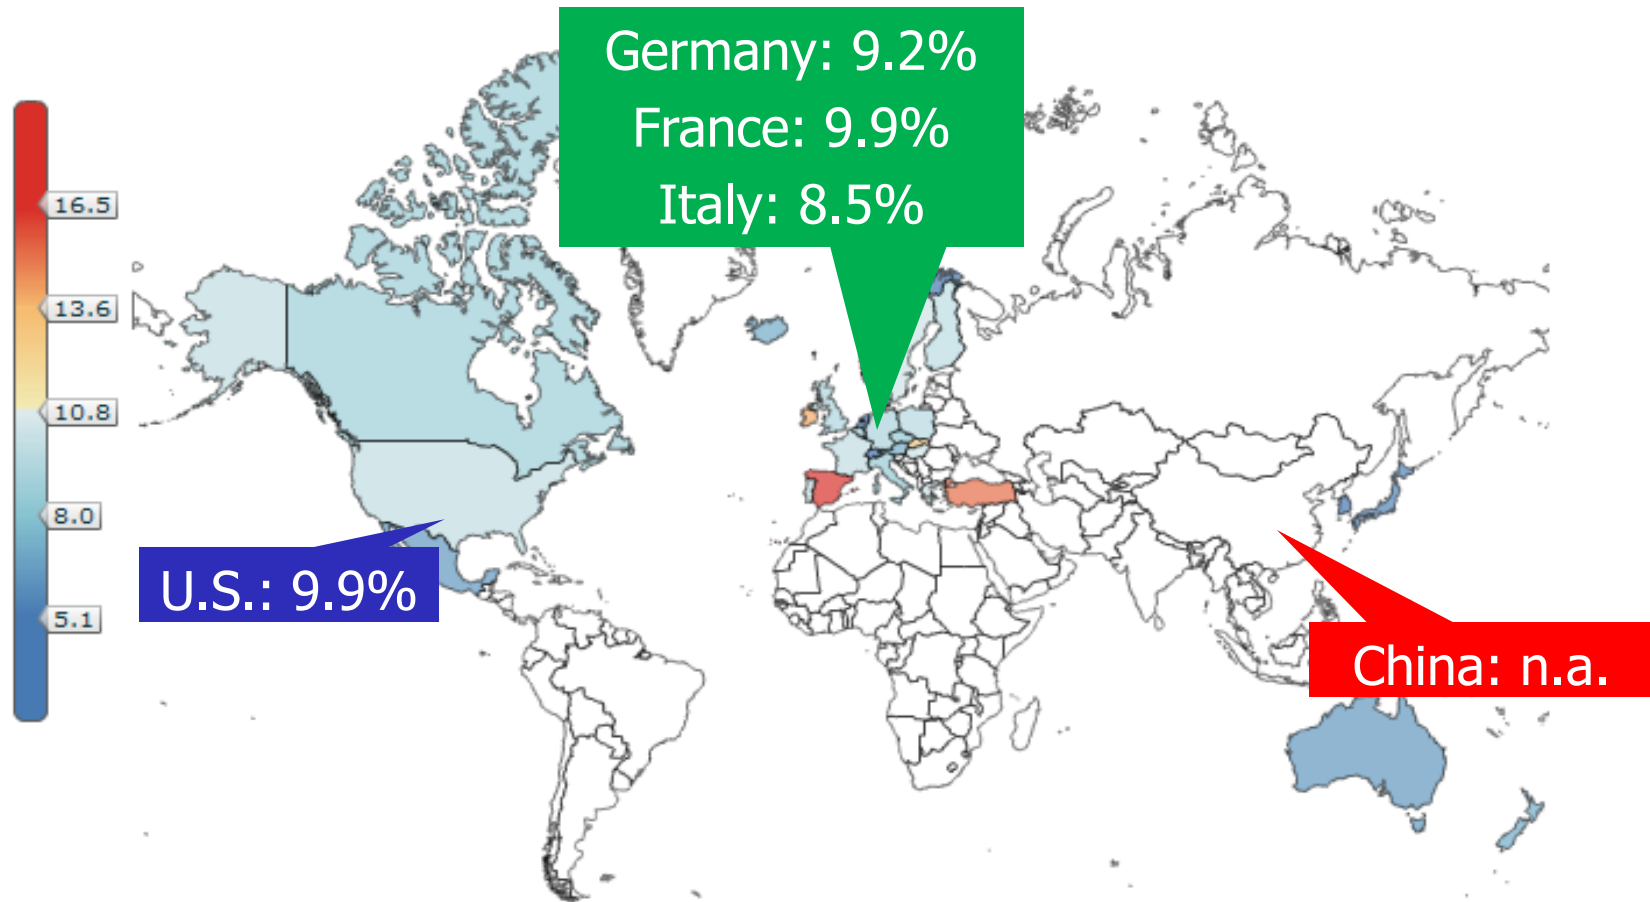 Germany: 9.2%
France: 9.9%
Italy: 8.5%
16.5
13.6
10.8
8.0
5.1
U.S.: 9.9%
China: n.a.